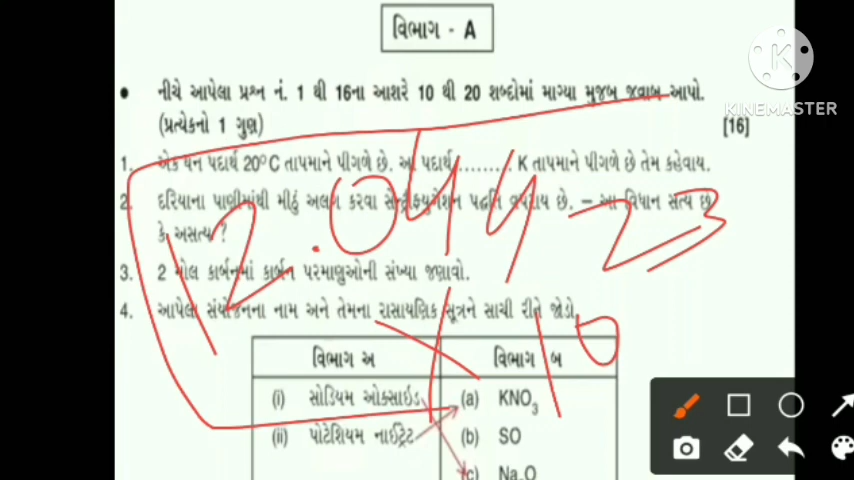 વિભાગ - A
નીચે આપેલા પ્રશ્ન નં. 1 થી 16ના આશરે 10 થી 20 શબ્દોમાં માગ્યા મુજબ જવાબ આપો.
(પ્રત્યેકનો 1 ગુણ) [16]
KINEMASTER
1. એક ઘન પદાર્થ 20°C તાપમાને પીગળે છે. આ પદાર્થ ......... K તાપમાને પીગળે છે તેમ કહેવાય.
2. દરિયાના પાણીમાંથી મીઠું અલગ કરવા સેન્ટ્રીફ્યુગેશન પદ્ધતિ વપરાય છે. – આ વિધાન સત્ય છે
કે અસત્ય ?
3. 2 મોલ કાર્બનમાં કાર્બન પરમાણુઓની સંખ્યા જણાવો.
4. આપેલા સંયોજનના નામ અને તેમના રાસાયણિક સૂત્રને સાચી રીતે જોડો.
વિભાગ અ વિભાગ બ
(i) સોડિયમ ઓક્સાઇડ (a) KNO₃
(ii) પોટેશિયમ નાઈટ્રેટ (b) SO
(c) Na₂O
12.044 × 10 23